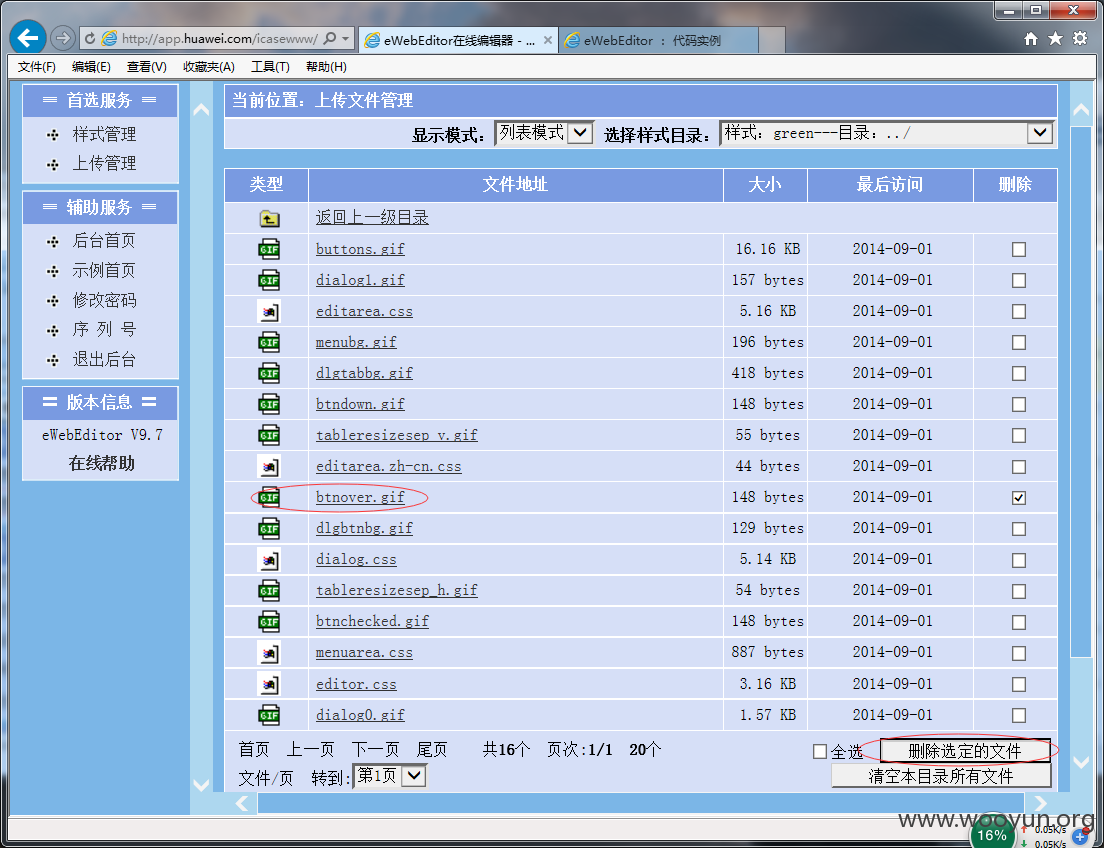 http://app.huawei.com/icasewww/
eWebEditor在线编辑器 - ...
eWebEditor ： 代码实例
文件(F) 编辑(E) 查看(V) 收藏夹(A) 工具(T) 帮助(H)
首选服务
样式管理
上传管理
辅助服务
后台首页
示例首页
修改密码
序 列 号
退出后台
版本信息
eWebEditor V9.7
在线帮助
当前位置：上传文件管理
显示模式： 列表模式 选择样式目录： 样式：green---目录：../
类型 文件地址 大小 最后访问 删除
返回上一级目录
GIF buttons.gif 16.16 KB 2014-09-01
GIF dialog1.gif 157 bytes 2014-09-01
editarea.css 5.16 KB 2014-09-01
GIF menubg.gif 196 bytes 2014-09-01
GIF dlgtabbg.gif 418 bytes 2014-09-01
GIF btndown.gif 148 bytes 2014-09-01
GIF tableresizesep_v.gif 55 bytes 2014-09-01
editarea.zh-cn.css 44 bytes 2014-09-01
GIF btnover.gif 148 bytes 2014-09-01
GIF dlgbtnbg.gif 129 bytes 2014-09-01
dialog.css 5.14 KB 2014-09-01
GIF tableresizesep_h.gif 54 bytes 2014-09-01
GIF btnchecked.gif 148 bytes 2014-09-01
menuarea.css 887 bytes 2014-09-01
editor.css 3.16 KB 2014-09-01
GIF dialog0.gif 1.57 KB 2014-09-01
首页 上一页 下一页 尾页 共16个 页次:1/1 20个
文件/页 转到: 第1页
全选 删除选定的文件
清空本目录所有文件
www.wooyun.org
16%
0.05K/s
0.05K/s